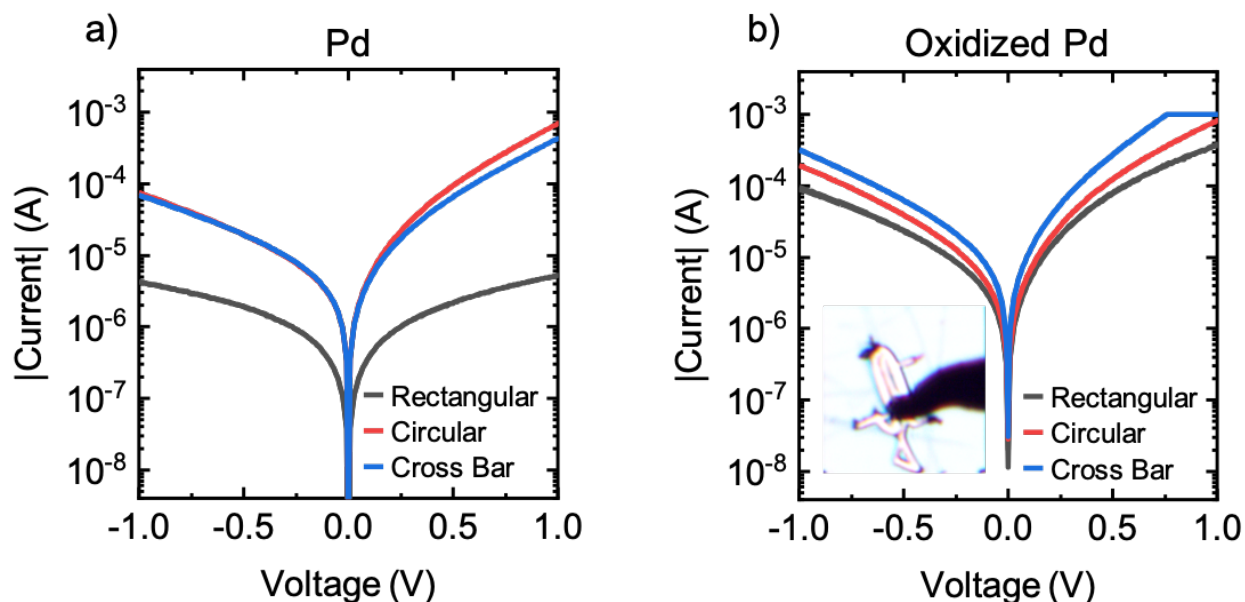 a)
Pd
|Current| (A)
10⁻³
10⁻⁴
10⁻⁵
10⁻⁶
10⁻⁷
10⁻⁸
Rectangular
Circular
Cross Bar
-1.0 -0.5 0.0 0.5 1.0
Voltage (V)
b)
Oxidized Pd
|Current| (A)
10⁻³
10⁻⁴
10⁻⁵
10⁻⁶
10⁻⁷
10⁻⁸
Rectangular
Circular
Cross Bar
-1.0 -0.5 0.0 0.5 1.0
Voltage (V)